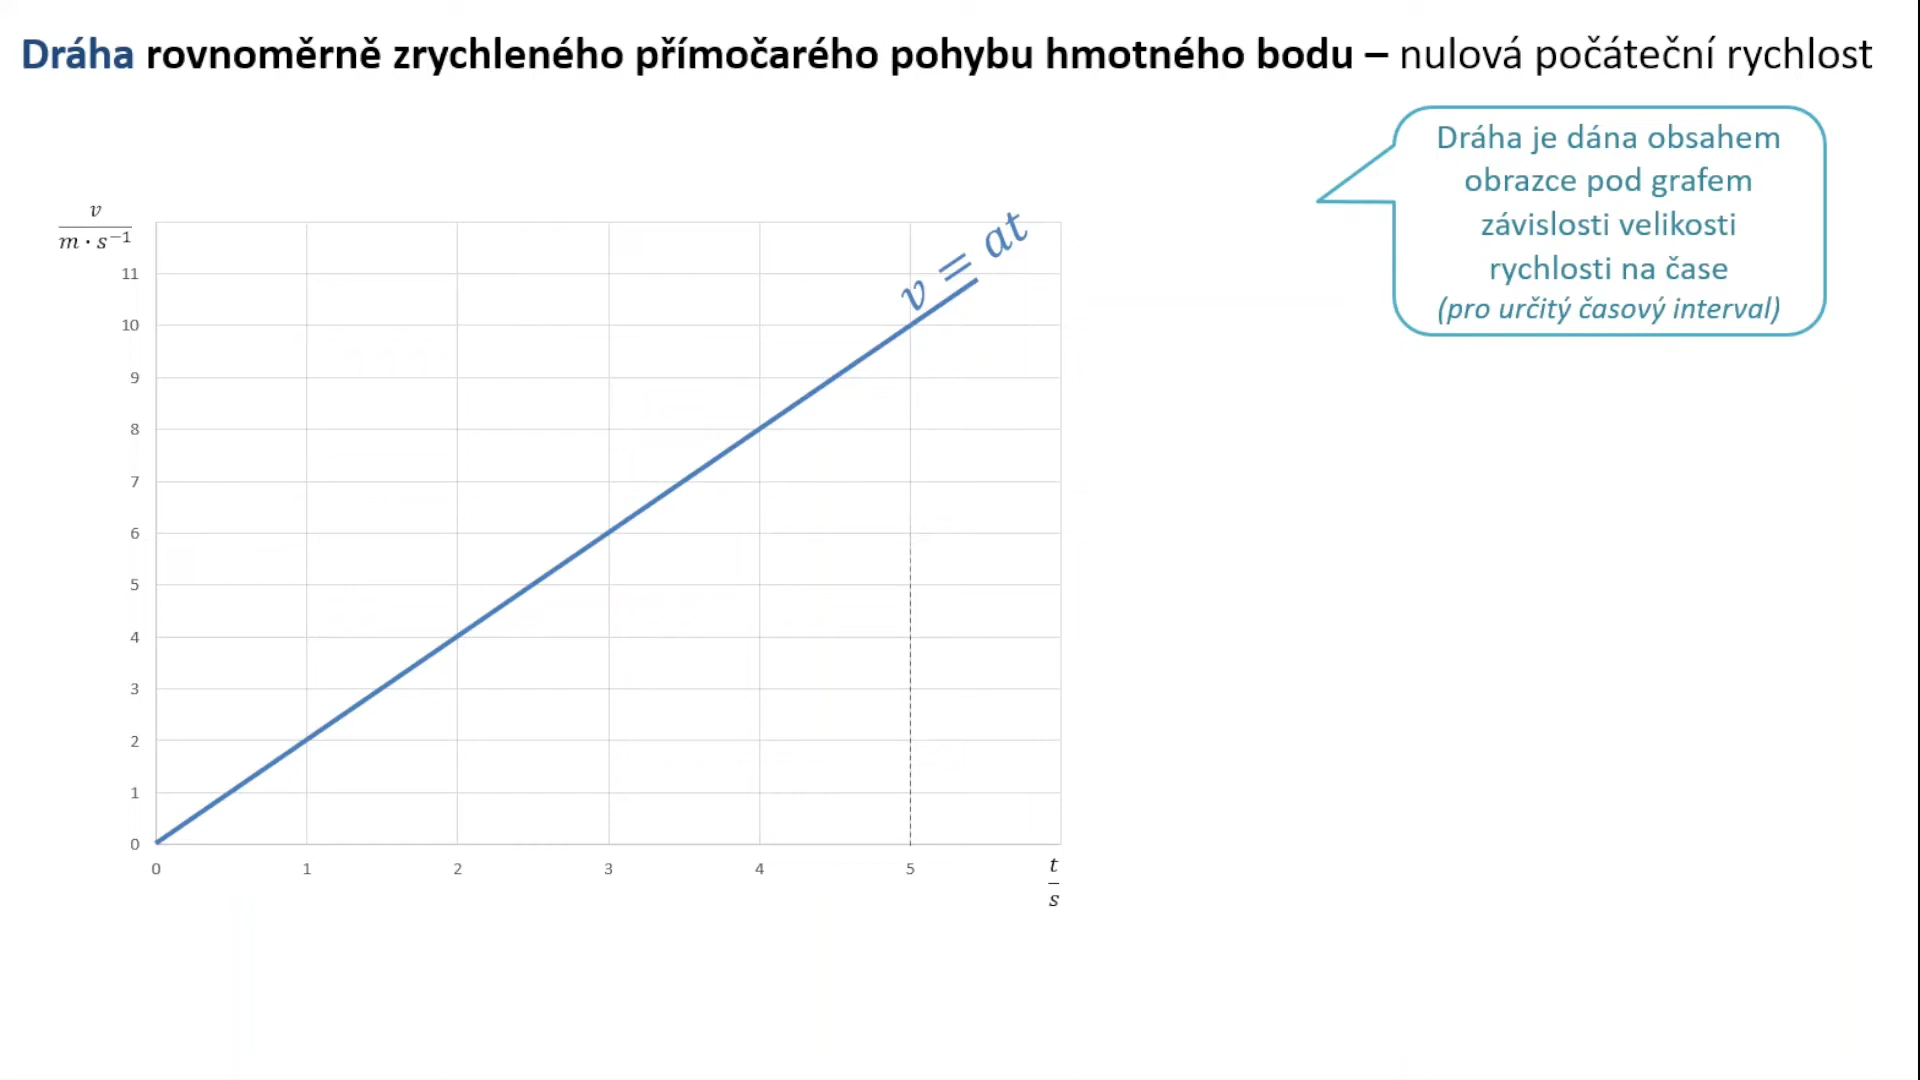 Dráha rovnoměrně zrychleného přímočarého pohybu hmotného bodu – nulová počáteční rychlost
Dráha je dána obsahem
obrazce pod grafem
závislosti velikosti
rychlosti na čase
(pro určitý časový interval)
v
m · s⁻¹
v = at
11
10
9
8
7
6
5
4
3
2
1
0
0 1 2 3 4 5
t
s